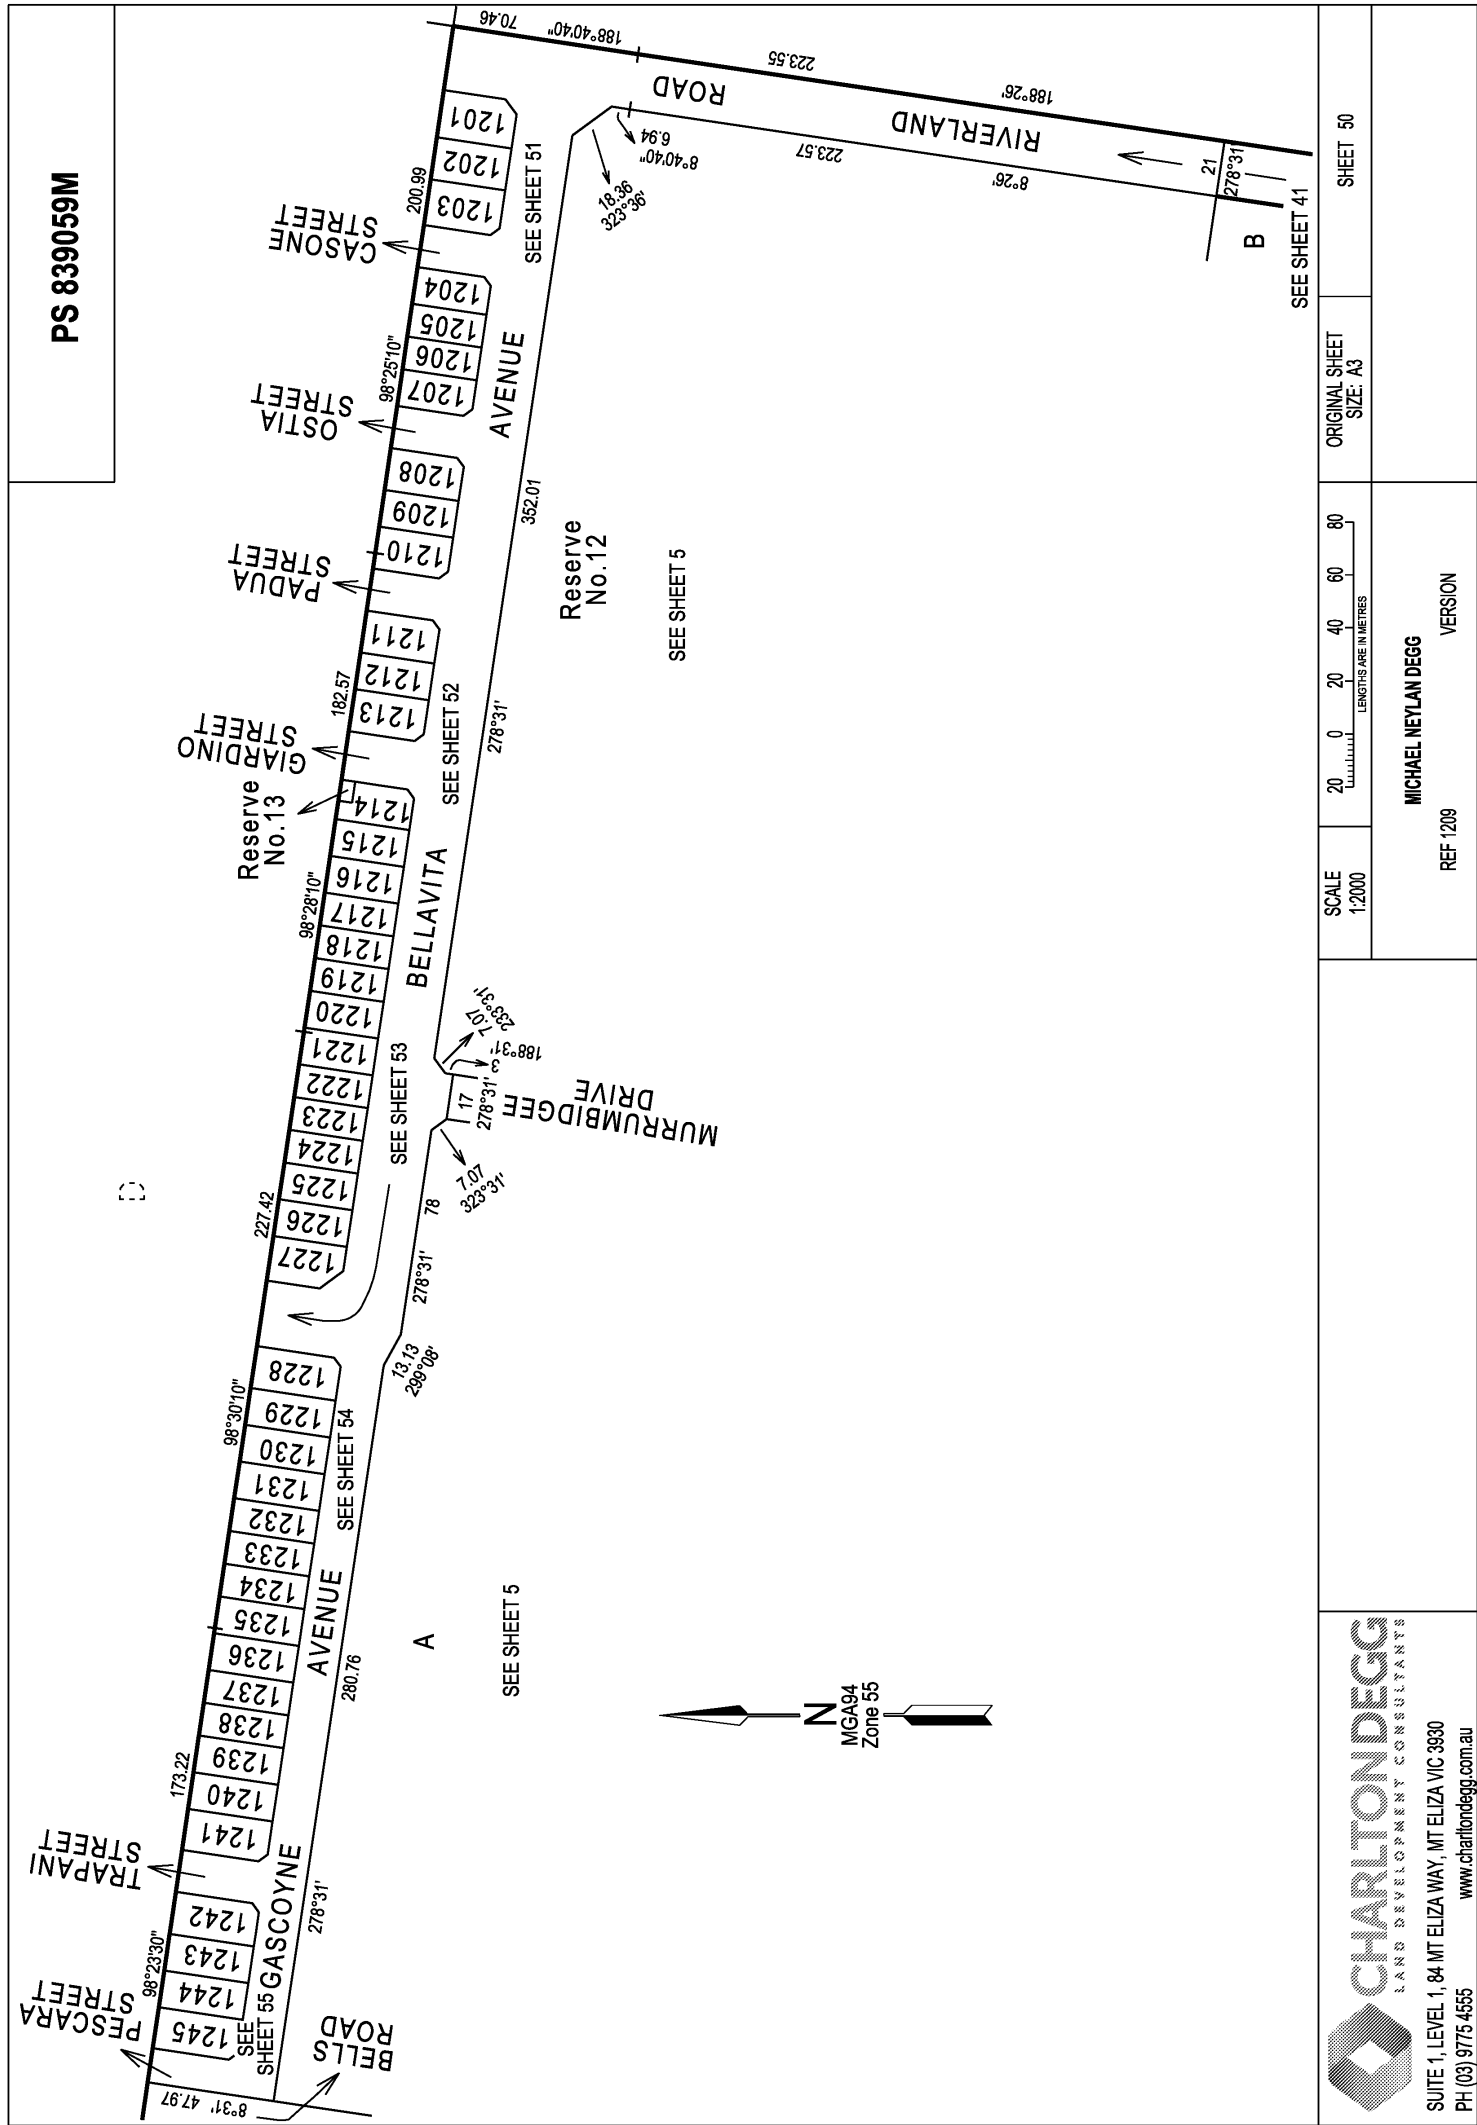 PS 839059M
PESCARA
STREET
TRAPANI
STREET
GIARDINO
STREET
PADUA
STREET
OSTIA
STREET
CASONE
STREET
Reserve
No.13
8°31'
47.97
98°23'30"
173.22
98°30'10"
227.42
98°28'10"
182.57
98°25'10"
200.99
70.46
188°40'40"
223.55
188°26'
1245
1244
1243
1242
1241
1240
1239
1238
1237
1236
1235
1234
1233
1232
1231
1230
1229
1228
1227
1226
1225
1224
1223
1222
1221
1220
1219
1218
1217
1216
1215
1214
1213
1212
1211
1210
1209
1208
1207
1206
1205
1204
1203
1202
1201
SEE
SHEET 55
GASCOYNE
AVENUE
SEE SHEET 54
SEE SHEET 53
BELLAVITA
SEE SHEET 52
AVENUE
SEE SHEET 51
BELLS
ROAD
278°31'
280.76
13.13
299°08'
278°31'
78
7.07
323°31'
17
278°31'
3
188°31'
7.07
233°31'
MURRUMBIDGEE
DRIVE
278°31'
352.01
18.36
323°36'
6.94
8°40'40"
ROAD
RIVERLAND
223.57
8°26'
21
278°31'
A
SEE SHEET 5
Reserve
No.12
SEE SHEET 5
B
SEE SHEET 41
N
MGA94
Zone 55
CHARLTONDEGG
LAND DEVELOPMENT CONSULTANTS
SUITE 1, LEVEL 1, 84 MT ELIZA WAY, MT ELIZA VIC 3930
PH (03) 9775 4555
www.charltondegg.com.au
SCALE
1:2000
20 0 20 40 60 80
LENGTHS ARE IN METRES
ORIGINAL SHEET
SIZE: A3
SHEET 50
MICHAEL NEYLAN DEGG
REF 1209
VERSION